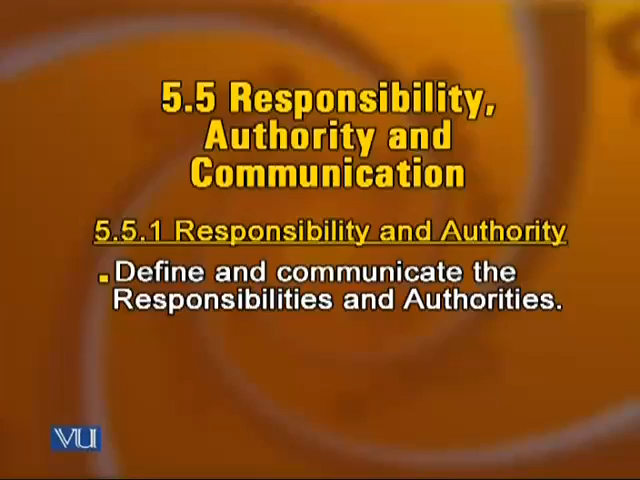 5.5 Responsibility,
Authority and
Communication
5.5.1 Responsibility and Authority
Define and communicate the
Responsibilities and Authorities.
VU